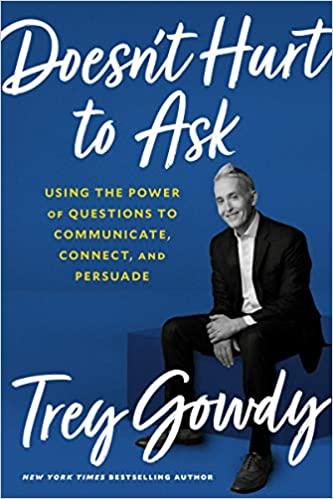 Doesn't Hurt
to Ask
USING THE POWER
OF QUESTIONS TO
COMMUNICATE,
CONNECT, AND
PERSUADE
Trey Gowdy
NEW YORK TIMES BESTSELLING AUTHOR